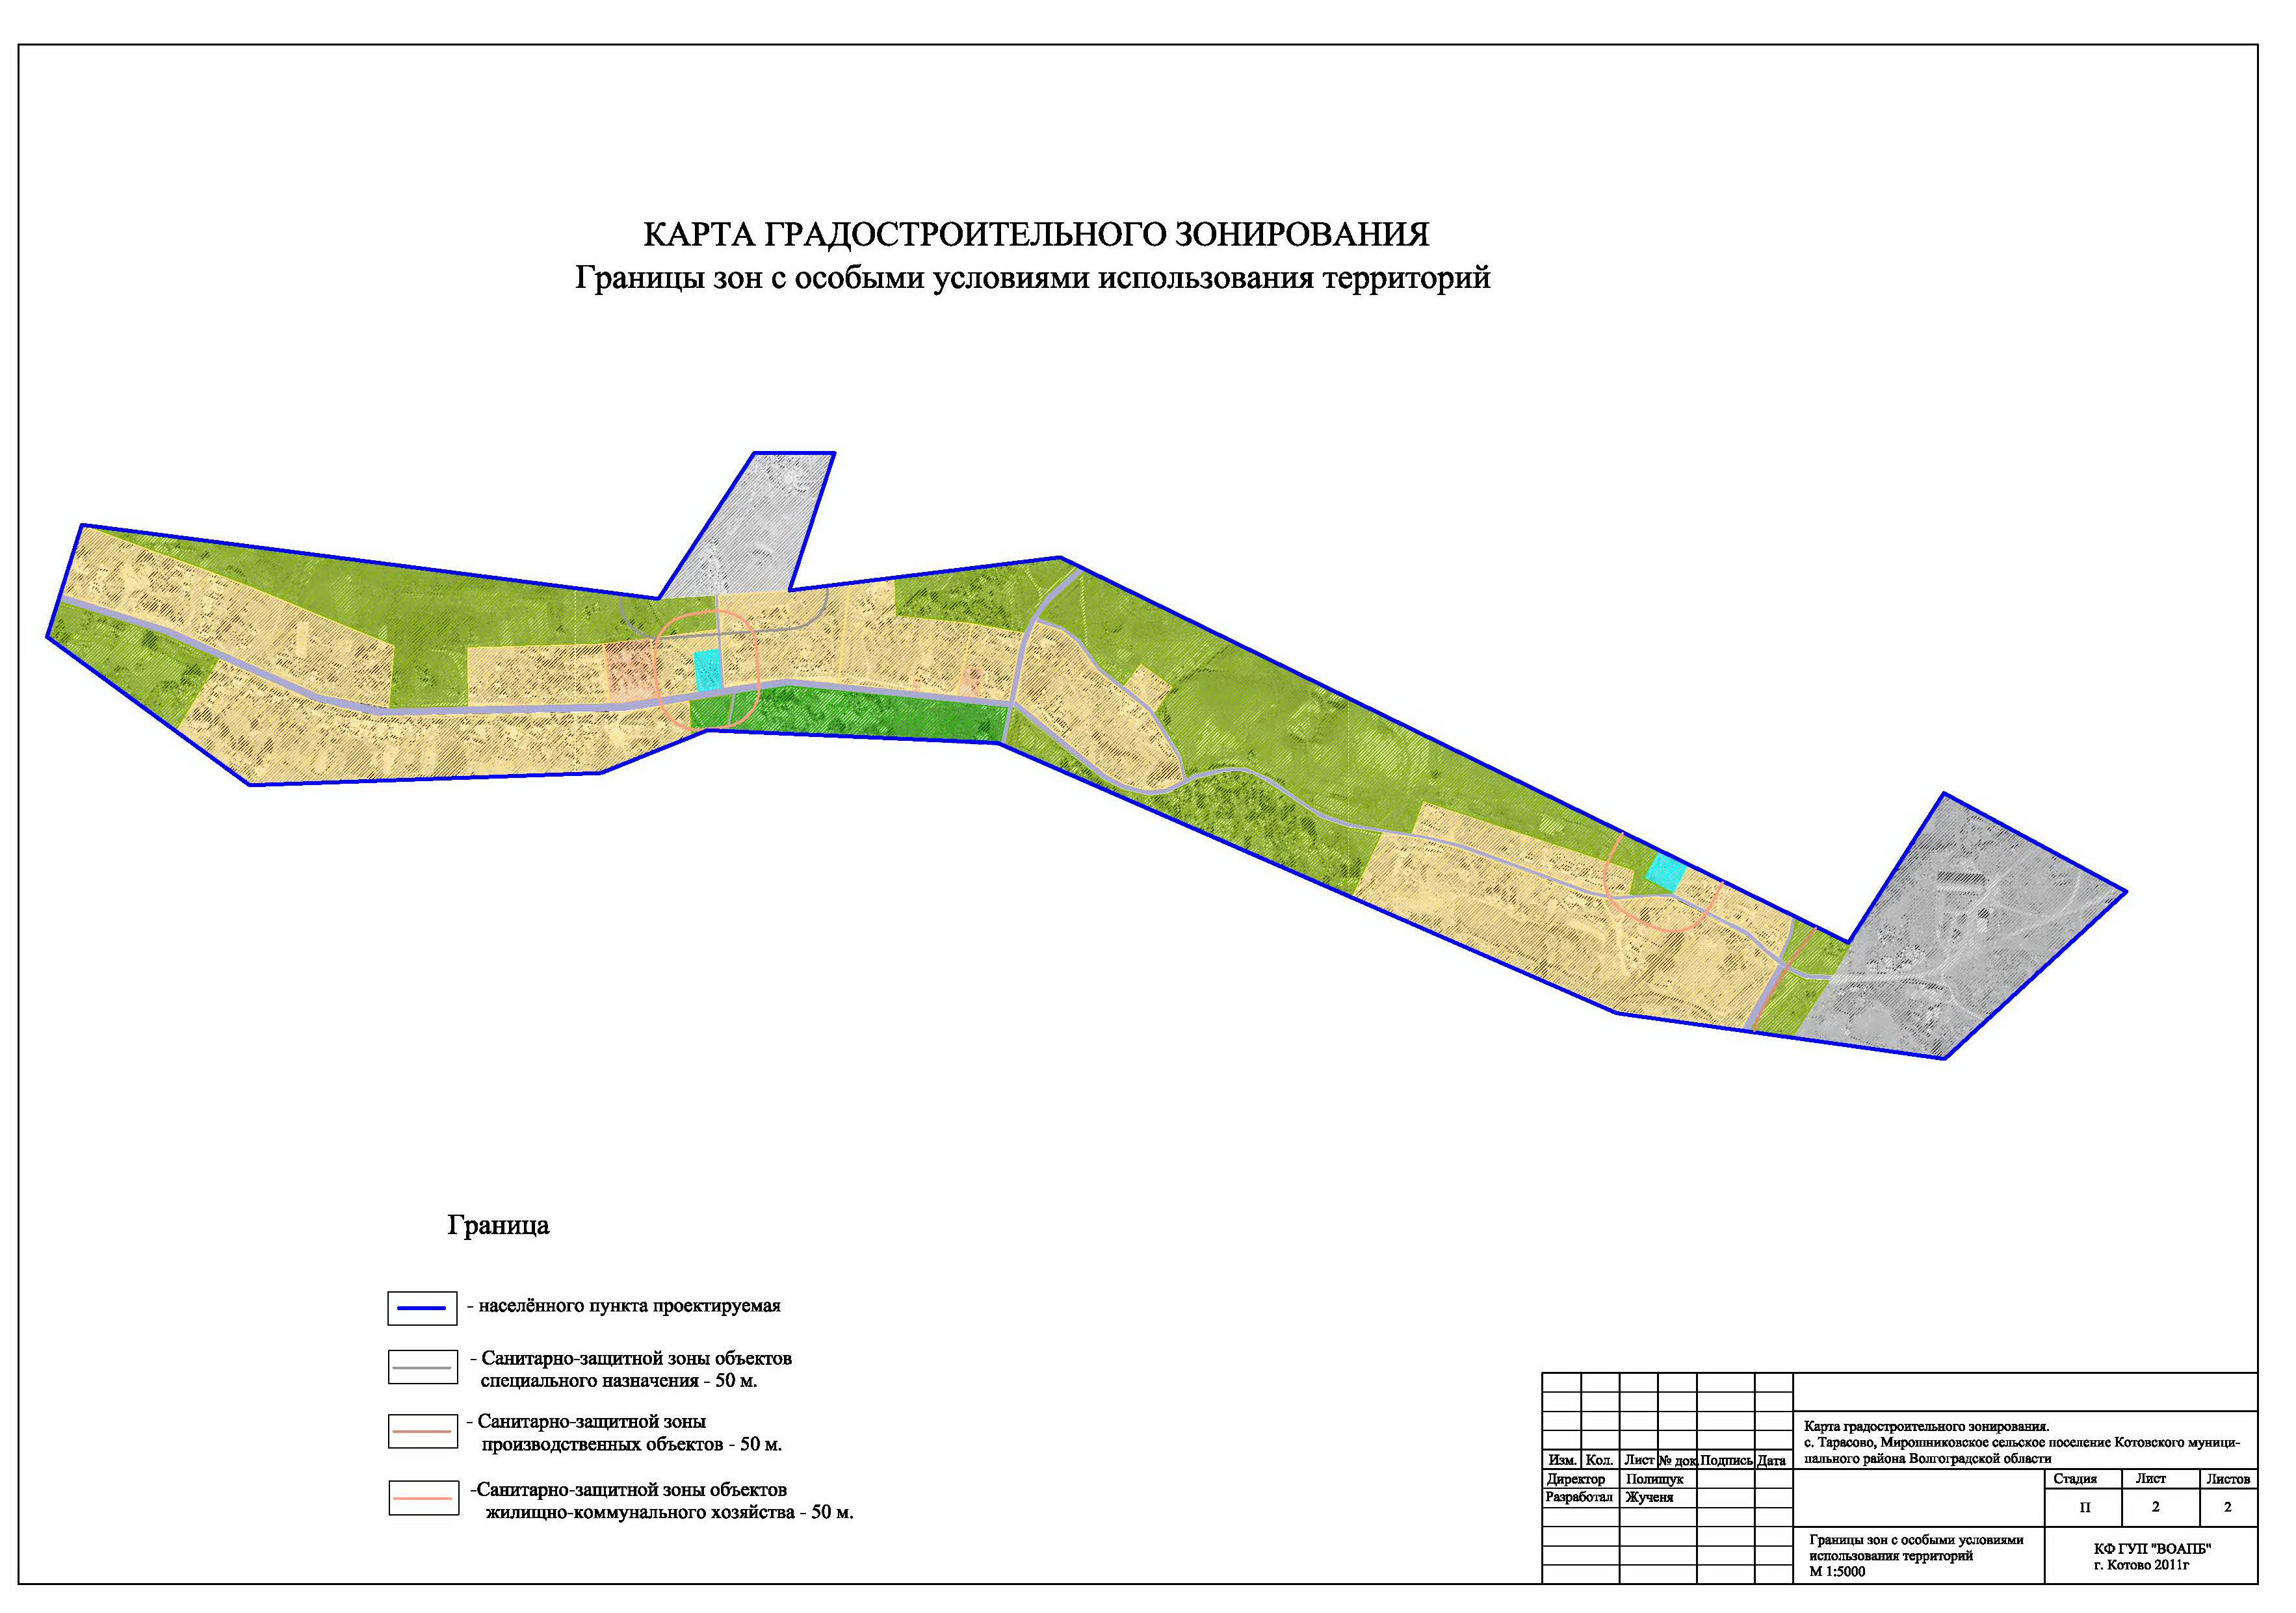 КАРТА ГРАДОСТРОИТЕЛЬНОГО ЗОНИРОВАНИЯ
Границы зон с особыми условиями использования территорий
Граница
- населённого пункта проектируемая
- Санитарно-защитной зоны объектов
специального назначения - 50 м.
- Санитарно-защитной зоны
производственных объектов - 50 м.
-Санитарно-защитной зоны объектов
жилищно-коммунального хозяйства - 50 м.
Карта градостроительного зонирования.
с. Тарасово, Мирошниковское сельское поселение Котовского муници-
пального района Волгоградской области
Изм. Кол. Лист № док. Подпись Дата
Директор Полищук
Разработал Жученя
Стадия Лист Листов
П 2 2
Границы зон с особыми условиями
использования территорий
М 1:5000
КФ ГУП "ВОАПБ"
г. Котово 2011г